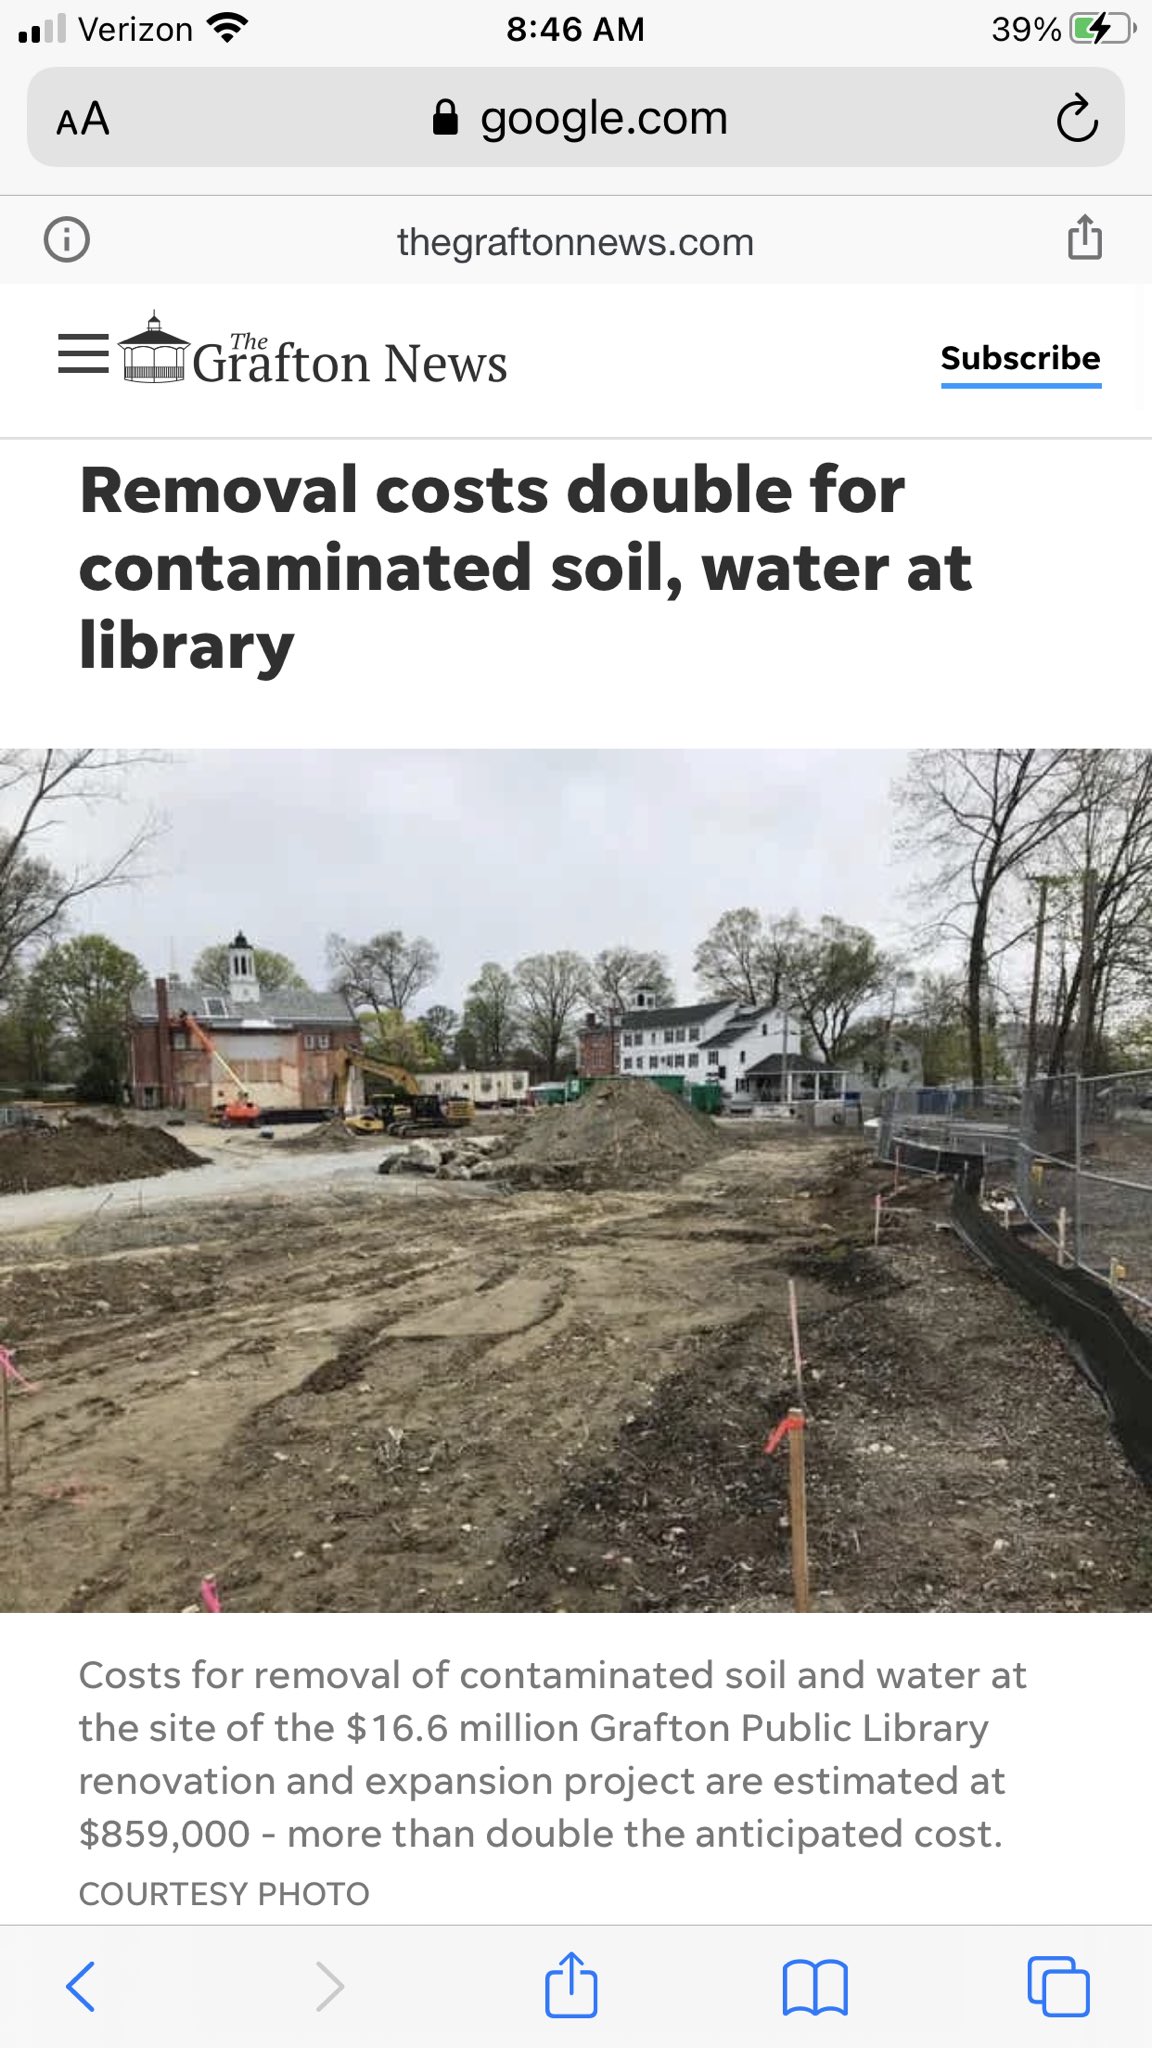 Verizon 8:46 AM 39%
AA google.com
thegraftonnews.com
The Grafton News Subscribe
Removal costs double for
contaminated soil, water at
library
Costs for removal of contaminated soil and water at
the site of the $16.6 million Grafton Public Library
renovation and expansion project are estimated at
$859,000 - more than double the anticipated cost.
COURTESY PHOTO